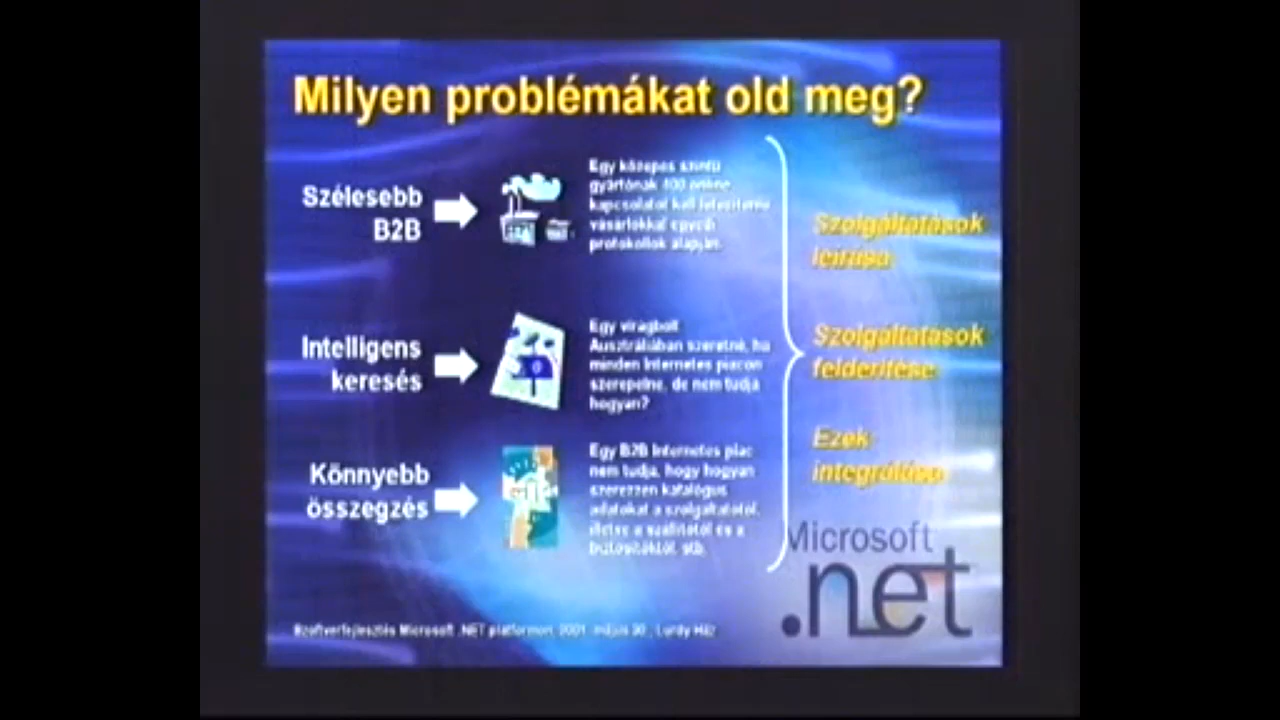 Milyen problémákat old meg?
Szélesebb
B2B
Egy közepes szintű
gyártónak 400 online
kapcsolatot kell létesítenie
vásárlókkal egyedi
protokollok alapján.
Intelligens
keresés
Egy virágbolt
Ausztráliában szeretné, ha
minden Internetes piacon
szerepelne, de nem tudja
hogyan?
Könnyebb
összegzés
Egy B2B Internetes piac
nem tudja, hogy hogyan
szerezzen katalógus
adatokat a szolgáltatótól,
illetve a szállítótól és a
biztosítóktól, stb.
Szolgáltatások
leírása
Szolgáltatások
felderítése
Ezek
integrálása
Microsoft
.net
Szoftverfejlesztés Microsoft .NET platformon, 2001. május 30., Lurdy Ház